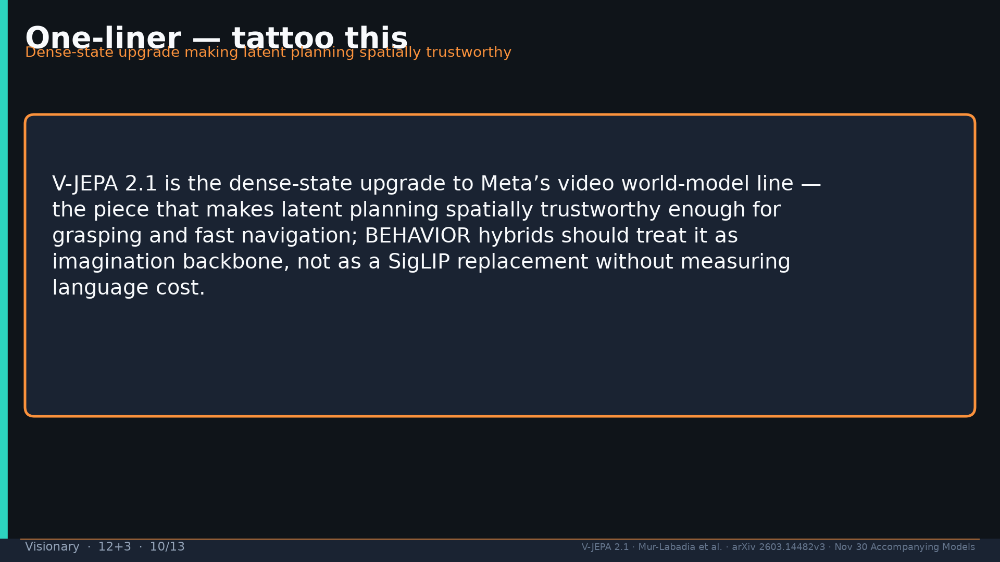 One-liner — tattoo this
Dense-state upgrade making latent planning spatially trustworthy
V-JEPA 2.1 is the dense-state upgrade to Meta’s video world-model line —
the piece that makes latent planning spatially trustworthy enough for
grasping and fast navigation; BEHAVIOR hybrids should treat it as
imagination backbone, not as a SigLIP replacement without measuring
language cost.
Visionary · 12+3 · 10/13
V-JEPA 2.1 · Mur-Labadia et al. · arXiv 2603.14482v3 · Nov 30 Accompanying Models